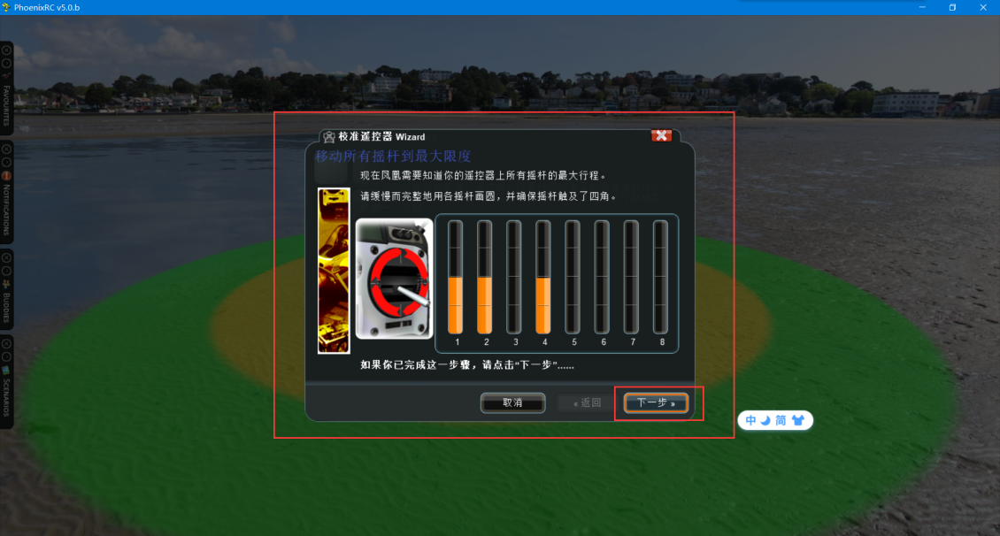 PhoenixRC v5.0.b
FAVOURITES
NOTIFICATIONS
BUDDIES
SCENARIOS
校准遥控器 Wizard
移动所有摇杆到最大限度
现在凤凰需要知道你的遥控器上所有摇杆的最大行程。
请缓慢而完整地用各摇杆画圆，并确保摇杆触及了四角。
1 2 3 4 5 6 7 8
如果你已完成这一步骤，请点击“下一步”......
取消 « 返回 下一步 »
中 简